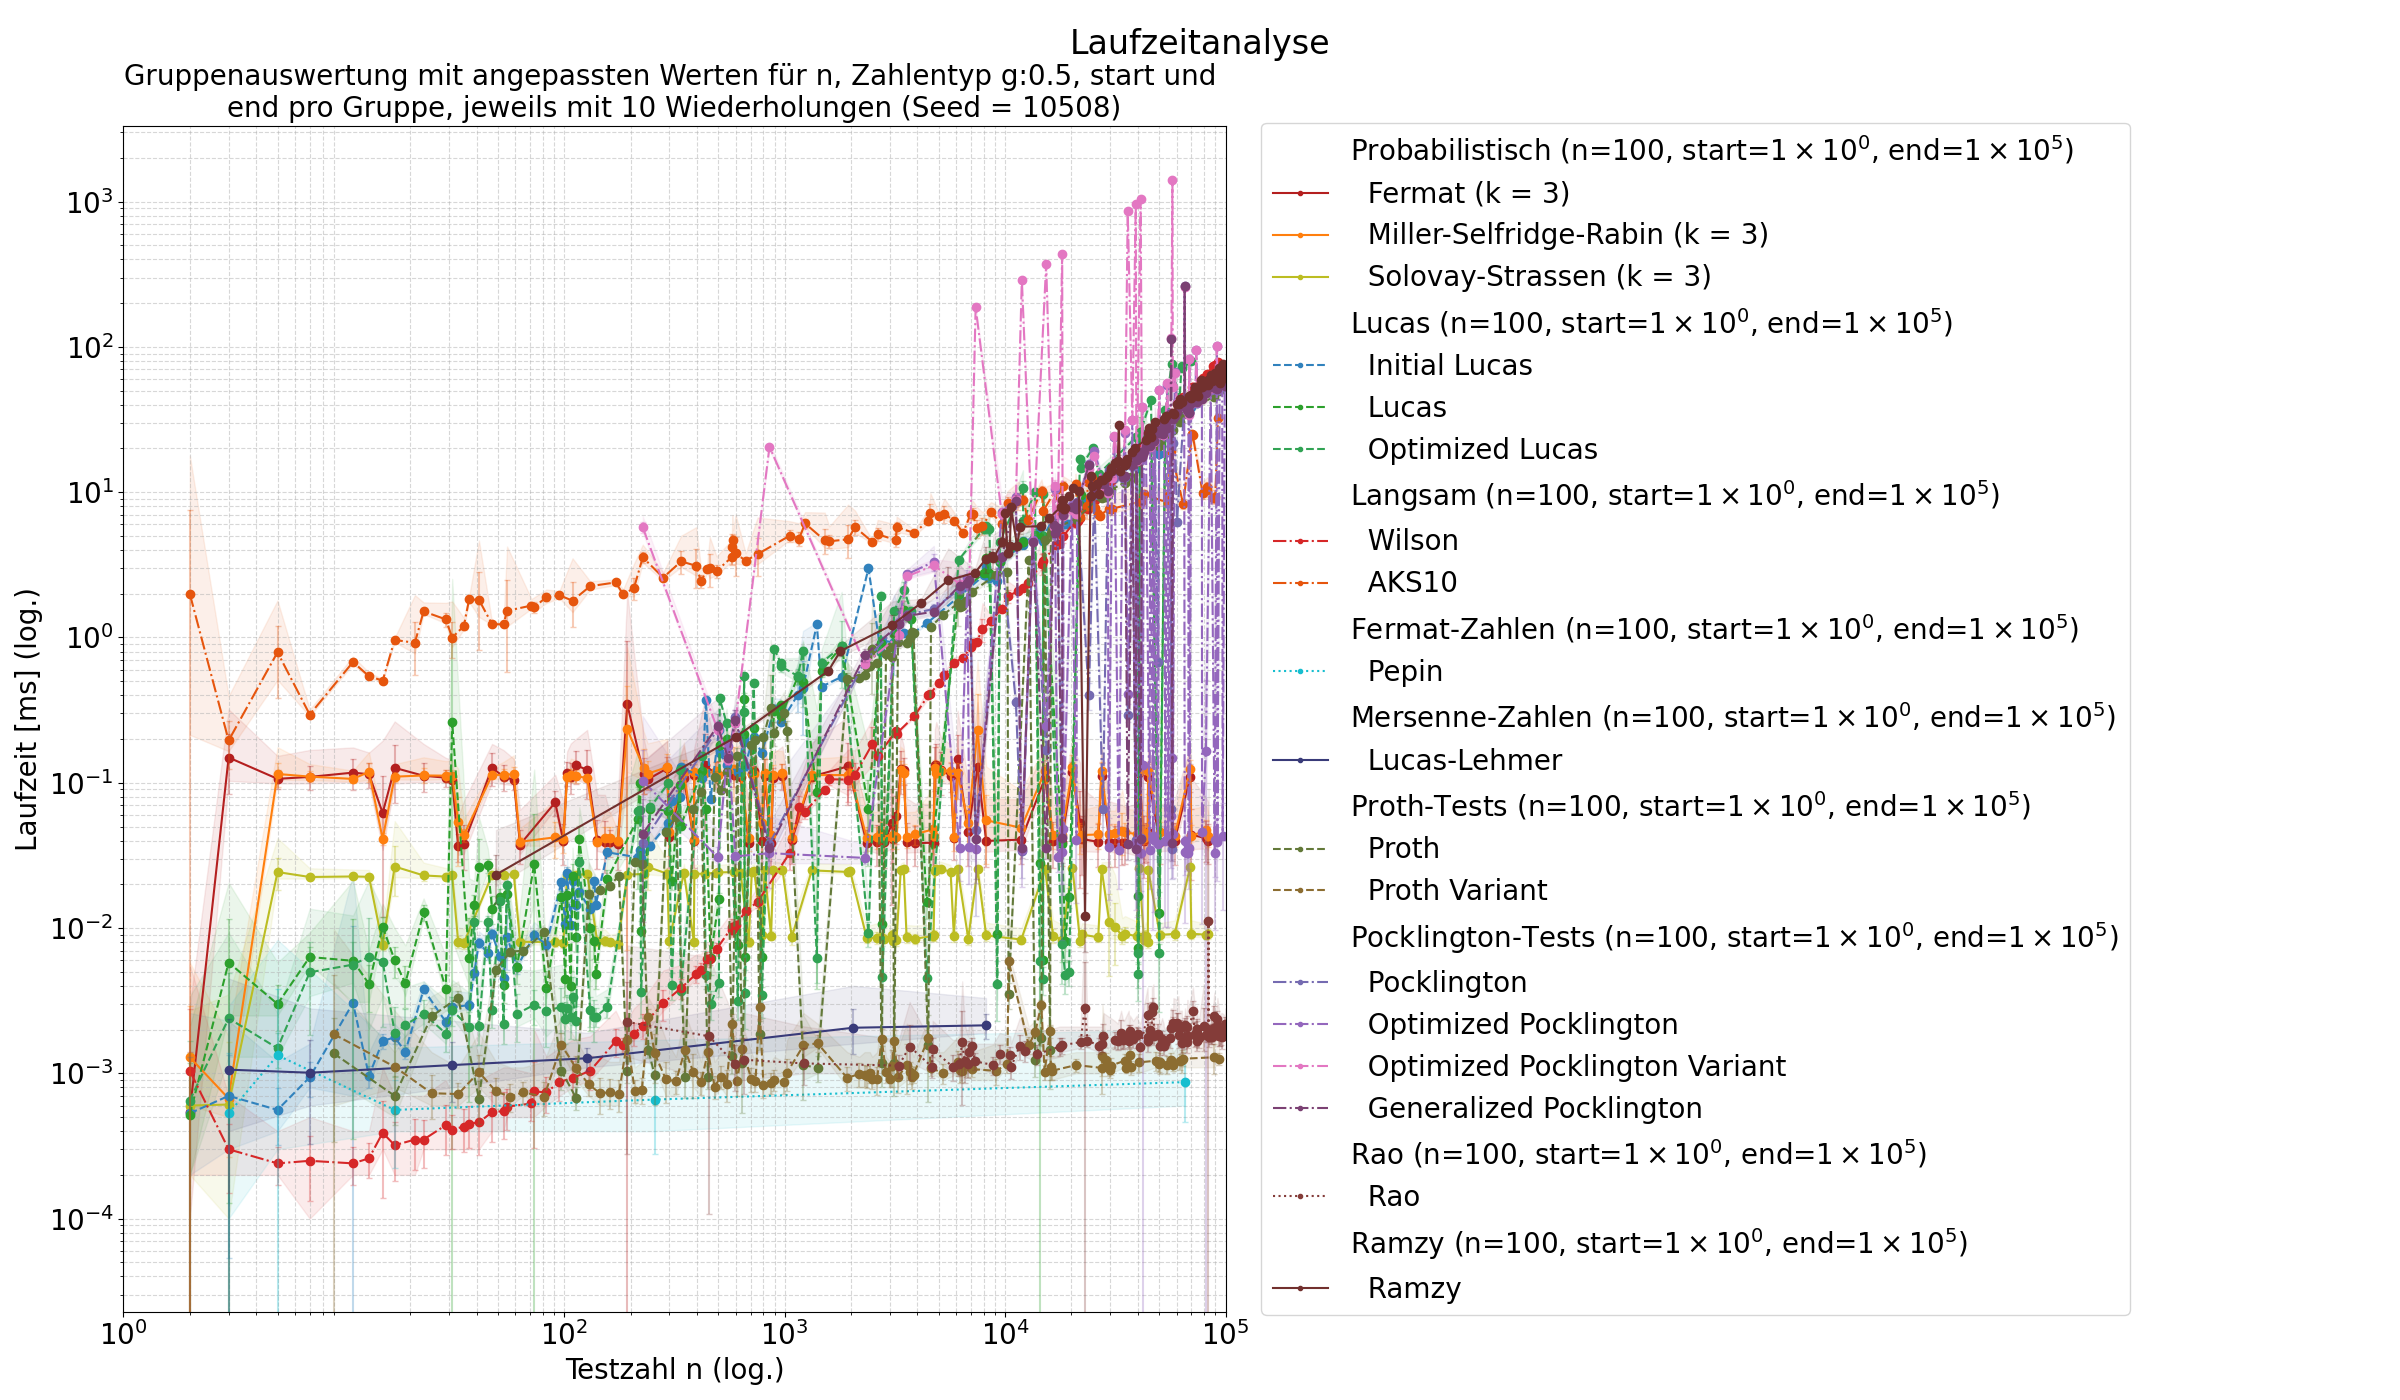 Laufzeitanalyse
Gruppenauswertung mit angepassten Werten für n, Zahlentyp g:0.5, start und
end pro Gruppe, jeweils mit 10 Wiederholungen (Seed = 10508)
Laufzeit [ms] (log.)
10³
10²
10¹
10⁰
10⁻¹
10⁻²
10⁻³
10⁻⁴
10⁰
10²
10³
10⁴
10⁵
Testzahl n (log.)
Probabilistisch (n=100, start=1 × 10⁰, end=1 × 10⁵)
Fermat (k = 3)
Miller-Selfridge-Rabin (k = 3)
Solovay-Strassen (k = 3)
Lucas (n=100, start=1 × 10⁰, end=1 × 10⁵)
Initial Lucas
Lucas
Optimized Lucas
Langsam (n=100, start=1 × 10⁰, end=1 × 10⁵)
Wilson
AKS10
Fermat-Zahlen (n=100, start=1 × 10⁰, end=1 × 10⁵)
Pepin
Mersenne-Zahlen (n=100, start=1 × 10⁰, end=1 × 10⁵)
Lucas-Lehmer
Proth-Tests (n=100, start=1 × 10⁰, end=1 × 10⁵)
Proth
Proth Variant
Pocklington-Tests (n=100, start=1 × 10⁰, end=1 × 10⁵)
Pocklington
Optimized Pocklington
Optimized Pocklington Variant
Generalized Pocklington
Rao (n=100, start=1 × 10⁰, end=1 × 10⁵)
Rao
Ramzy (n=100, start=1 × 10⁰, end=1 × 10⁵)
Ramzy